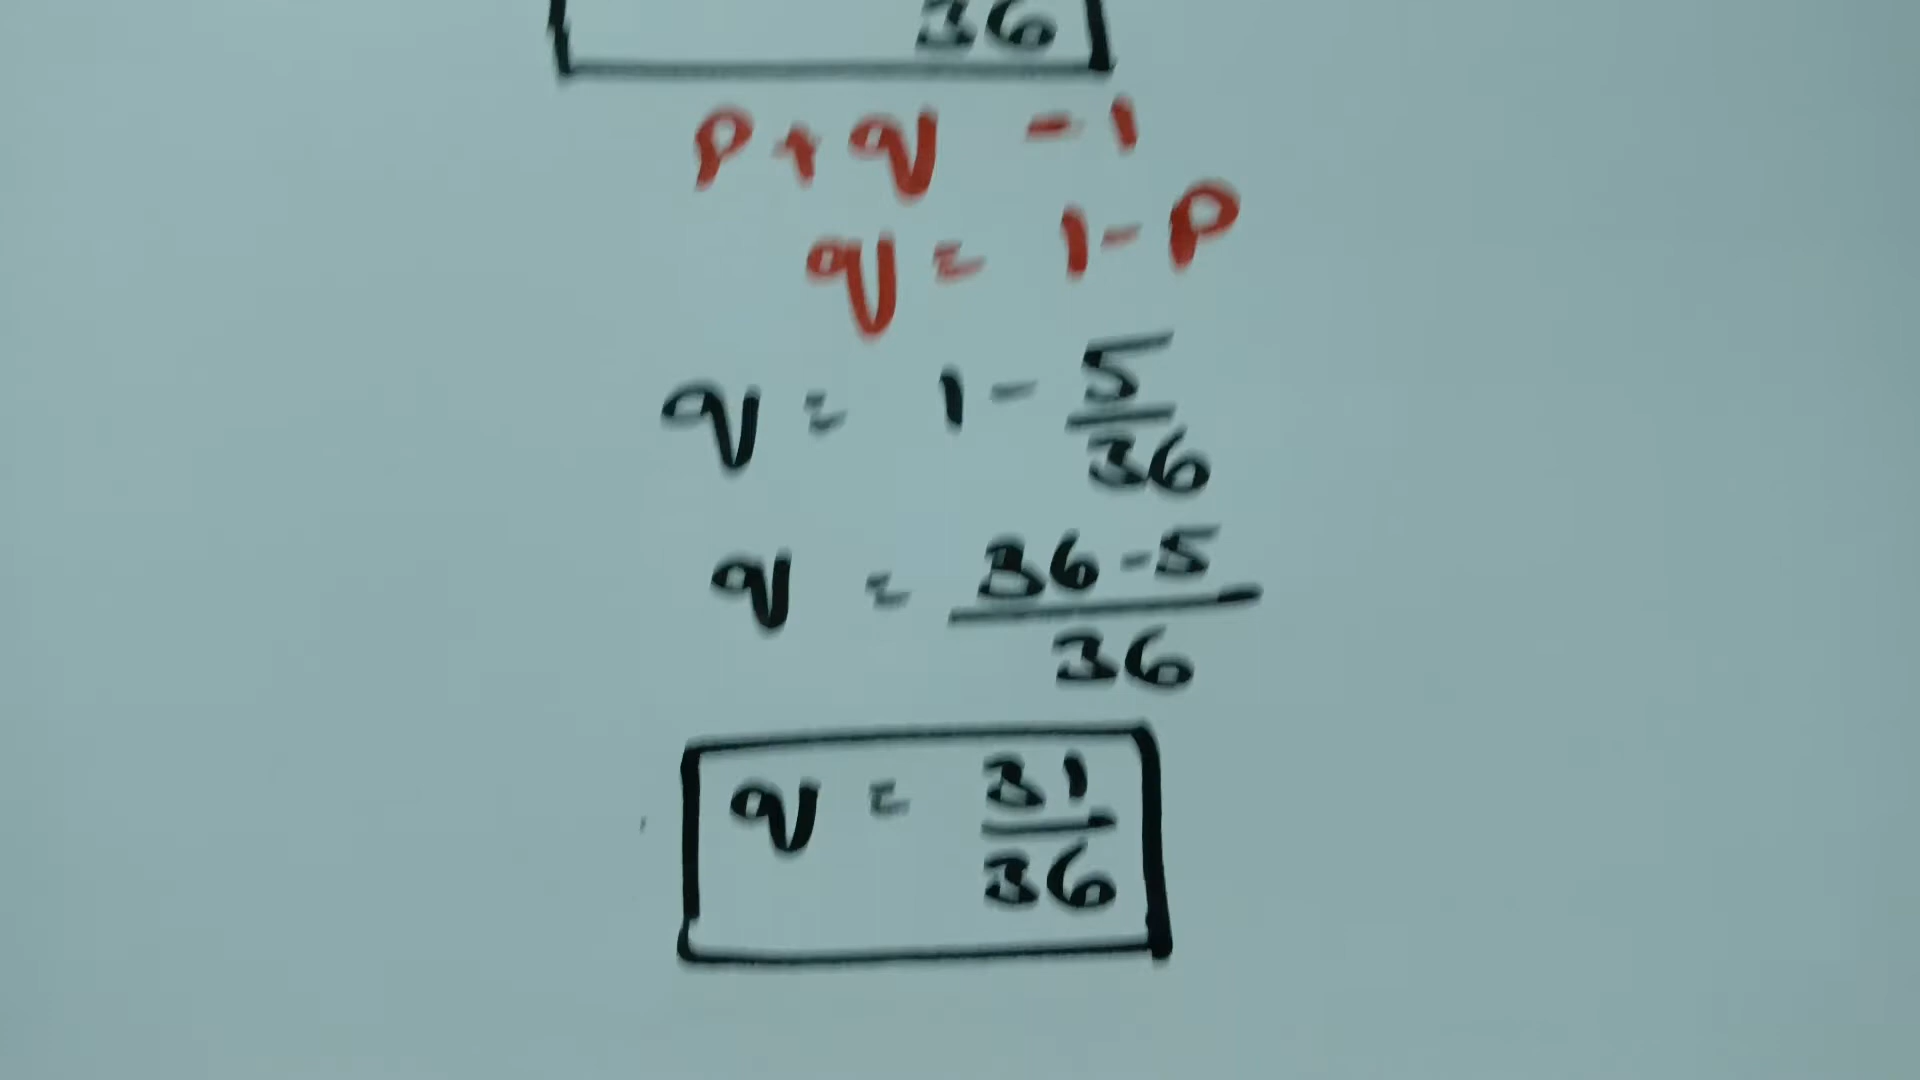 36
P + q - 1
q = 1 - P
q = 1 - 5/36
q = 36 - 5/36
q = 31/36